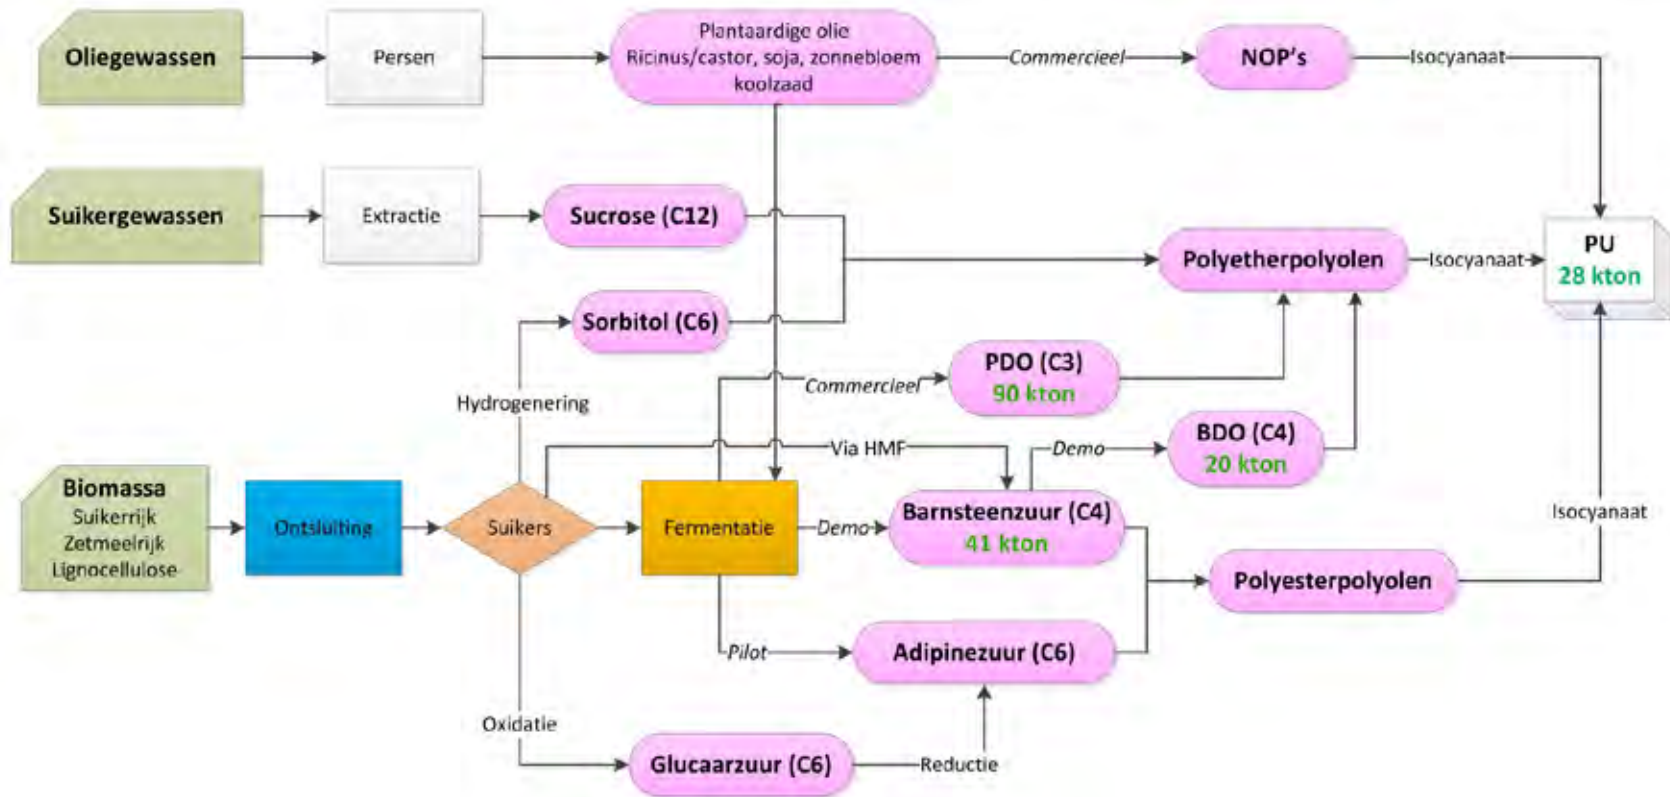 Oliegewassen
Persen
Plantaardige olie
Ricinus/castor, soja, zonnebloem
koolzaad
Commercieel
NOP's
Isocyanaat
Suikergewassen
Extractie
Sucrose (C12)
Polyetherpolyolen
Isocyanaat
PU
28 kton
Sorbitol (C6)
Hydrogenering
Commercieel
PDO (C3)
90 kton
Via HMF
Demo
BDO (C4)
20 kton
Biomassa
Suikerrijk
Zetmeelrijk
Lignocellulose
Ontsluiting
Suikers
Fermentatie
Demo
Barnsteenzuur (C4)
41 kton
Isocyanaat
Polyesterpolyolen
Pilot
Adipinezuur (C6)
Oxidatie
Glucaarzuur (C6)
Reductie